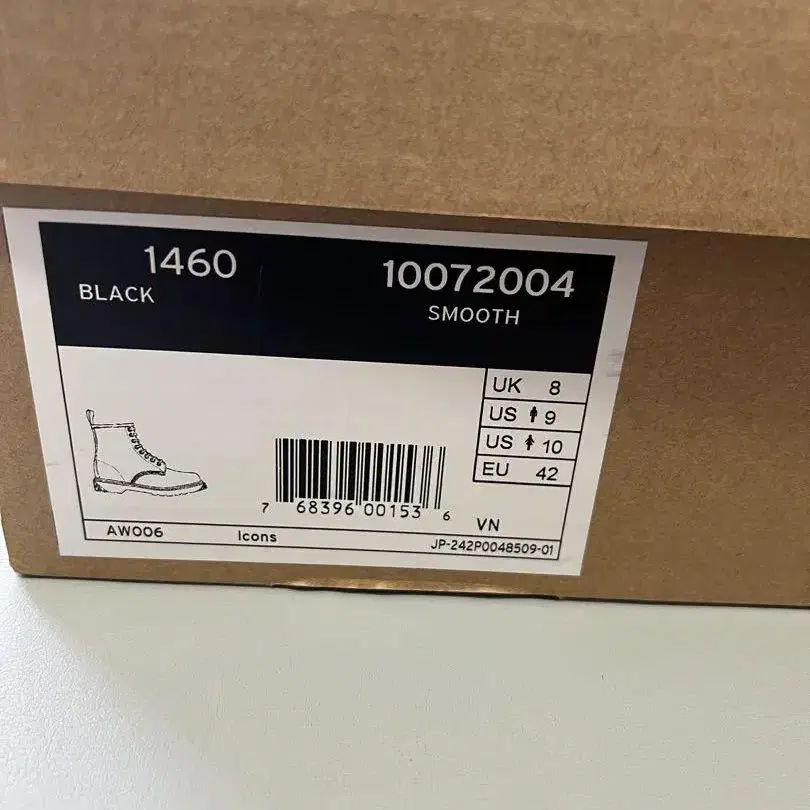 1460
10072004
BLACK
SMOOTH
UK 8
US 9
US 10
EU 42
7 68396 00153 6
VN
AW006 Icons JP-242P0048509-01